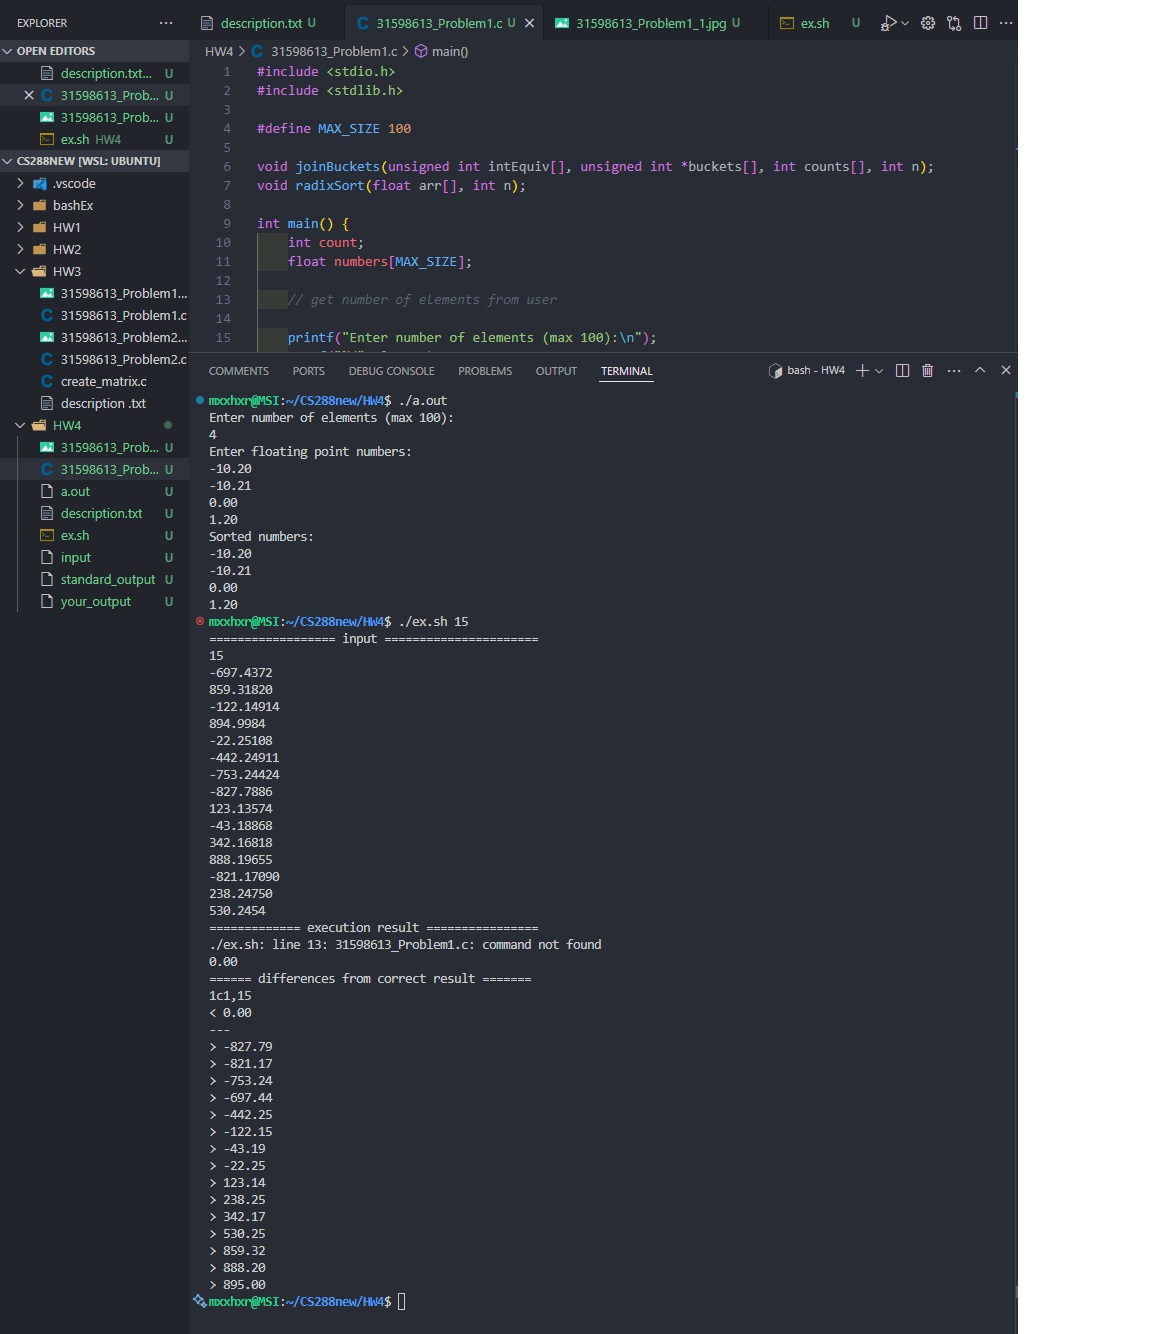 EXPLORER ···
OPEN EDITORS
description.txt... U
31598613_Prob... U
31598613_Prob... U
ex.sh HW4 U
CS288NEW [WSL: UBUNTU]
.vscode
bashEx
HW1
HW2
HW3
31598613_Problem1...
31598613_Problem1.c
31598613_Problem2...
31598613_Problem2.c
create_matrix.c
description .txt
HW4
31598613_Prob... U
31598613_Prob... U
a.out U
description.txt U
ex.sh U
input U
standard_output U
your_output U
description.txt U 31598613_Problem1.c U 31598613_Problem1_1.jpg U ex.sh U
HW4 > 31598613_Problem1.c > main()
1 #include <stdio.h>
2 #include <stdlib.h>
3
4 #define MAX_SIZE 100
5
6 void joinBuckets(unsigned int intEquiv[], unsigned int *buckets[], int counts[], int n);
7 void radixSort(float arr[], int n);
8
9 int main() {
10 int count;
11 float numbers[MAX_SIZE];
12
13 // get number of elements from user
14
15 printf("Enter number of elements (max 100):\n");
COMMENTS PORTS DEBUG CONSOLE PROBLEMS OUTPUT TERMINAL bash - HW4
mxxhxr@MSI:~/CS288new/HW4$ ./a.out
Enter number of elements (max 100):
4
Enter floating point numbers:
-10.20
-10.21
0.00
1.20
Sorted numbers:
-10.20
-10.21
0.00
1.20
mxxhxr@MSI:~/CS288new/HW4$ ./ex.sh 15
================== input ======================
15
-697.4372
859.31820
-122.14914
894.9984
-22.25108
-442.24911
-753.24424
-827.7886
123.13574
-43.18868
342.16818
888.19655
-821.17090
238.24750
530.2454
============= execution result ================
./ex.sh: line 13: 31598613_Problem1.c: command not found
0.00
====== differences from correct result =======
1c1,15
< 0.00
---
> -827.79
> -821.17
> -753.24
> -697.44
> -442.25
> -122.15
> -43.19
> -22.25
> 123.14
> 238.25
> 342.17
> 530.25
> 859.32
> 888.20
> 895.00
mxxhxr@MSI:~/CS288new/HW4$